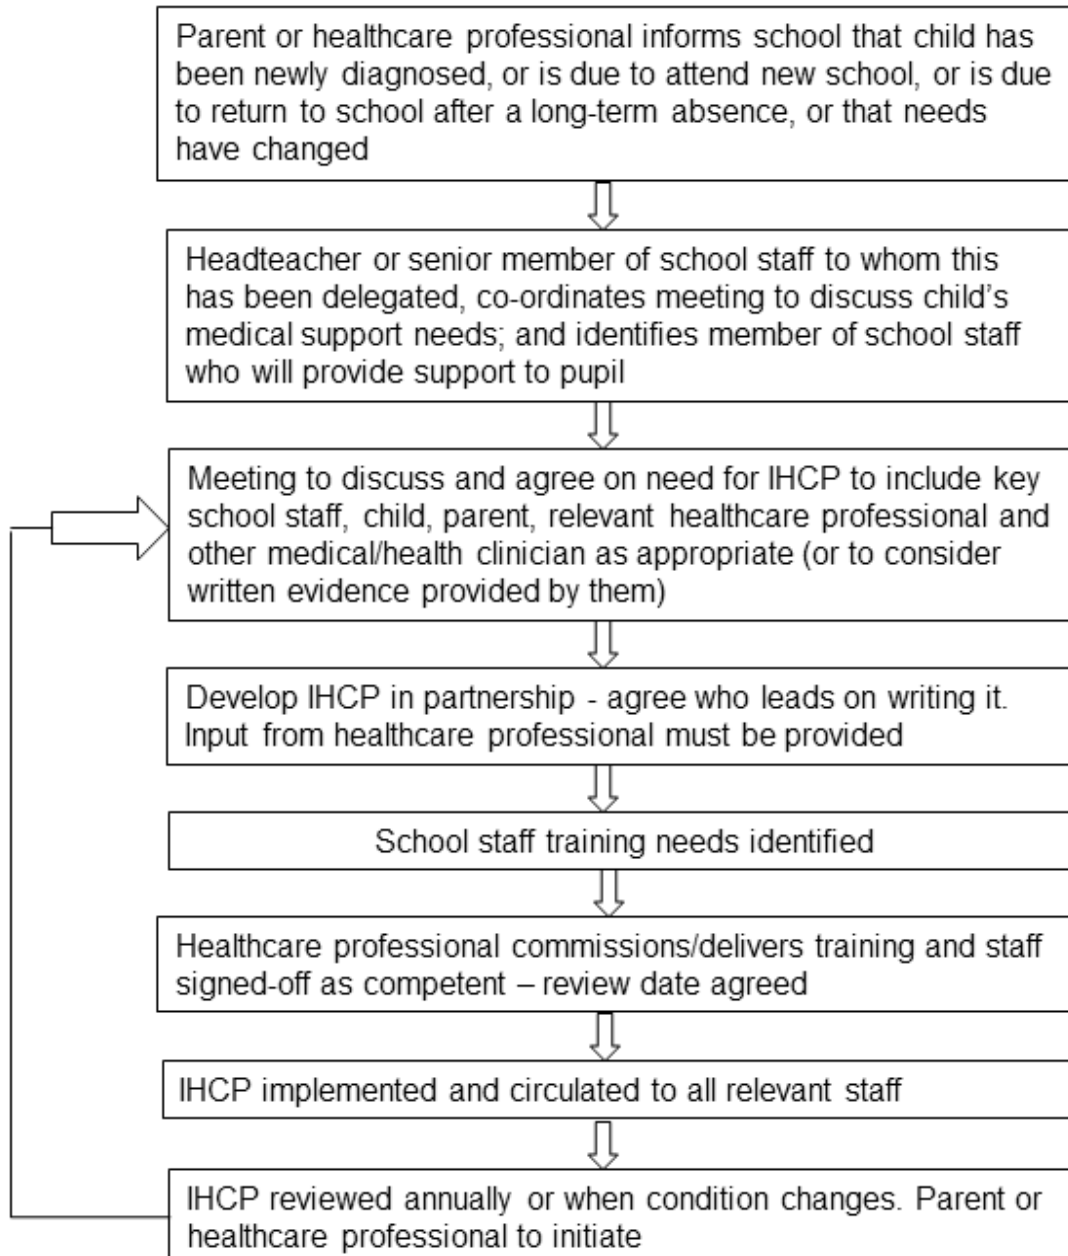 Parent or healthcare professional informs school that child has
been newly diagnosed, or is due to attend new school, or is due
to return to school after a long-term absence, or that needs
have changed
Headteacher or senior member of school staff to whom this
has been delegated, co-ordinates meeting to discuss child's
medical support needs; and identifies member of school staff
who will provide support to pupil
Meeting to discuss and agree on need for IHCP to include key
school staff, child, parent, relevant healthcare professional and
other medical/health clinician as appropriate (or to consider
written evidence provided by them)
Develop IHCP in partnership - agree who leads on writing it.
Input from healthcare professional must be provided
School staff training needs identified
Healthcare professional commissions/delivers training and staff
signed-off as competent – review date agreed
IHCP implemented and circulated to all relevant staff
IHCP reviewed annually or when condition changes. Parent or
healthcare professional to initiate